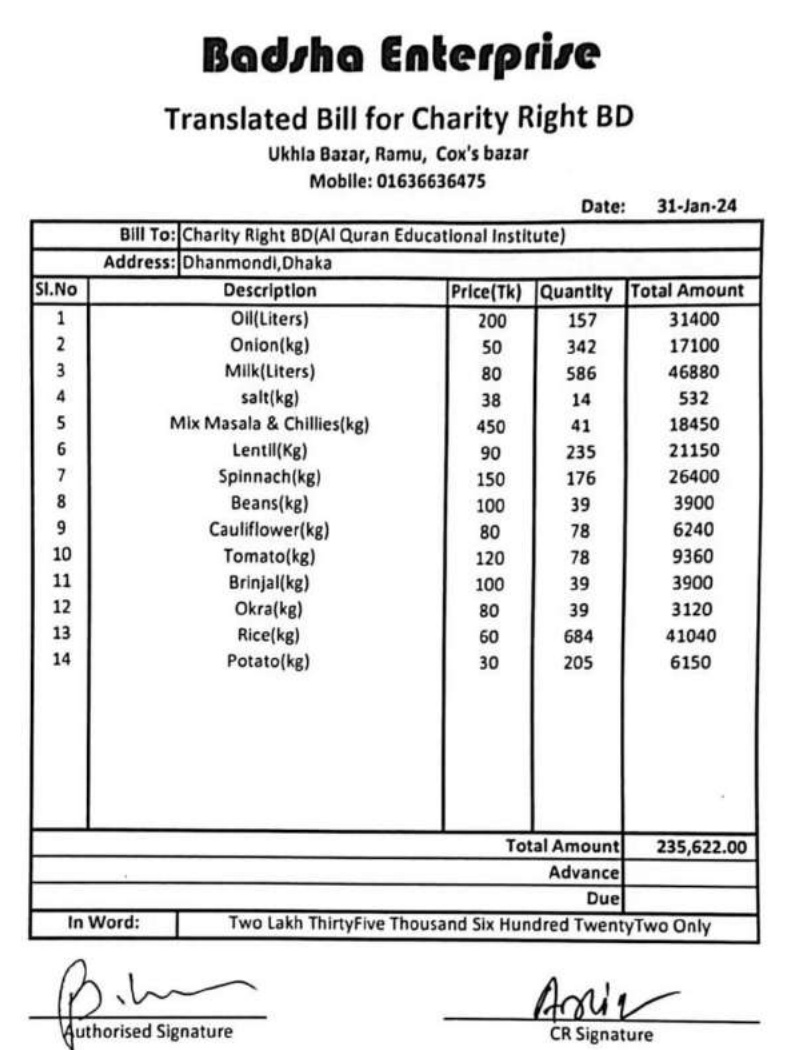 Badsha Enterprise
Translated Bill for Charity Right BD
Ukhia Bazar, Ramu, Cox's bazar
Mobile: 01636636475
Date: 31-Jan-24
Bill To: Charity Right BD(Al Quran Educational Institute)
Address: Dhanmondi,Dhaka
Sl.No Description Price(Tk) Quantity Total Amount
1 Oil(Liters) 200 157 31400
2 Onion(kg) 50 342 17100
3 Milk(Liters) 80 586 46880
4 salt(kg) 38 14 532
5 Mix Masala & Chillies(kg) 450 41 18450
6 Lentil(Kg) 90 235 21150
7 Spinnach(kg) 150 176 26400
8 Beans(kg) 100 39 3900
9 Cauliflower(kg) 80 78 6240
10 Tomato(kg) 120 78 9360
11 Brinjal(kg) 100 39 3900
12 Okra(kg) 80 39 3120
13 Rice(kg) 60 684 41040
14 Potato(kg) 30 205 6150
Total Amount 235,622.00
Advance
Due
In Word: Two Lakh ThirtyFive Thousand Six Hundred TwentyTwo Only
Authorised Signature CR Signature